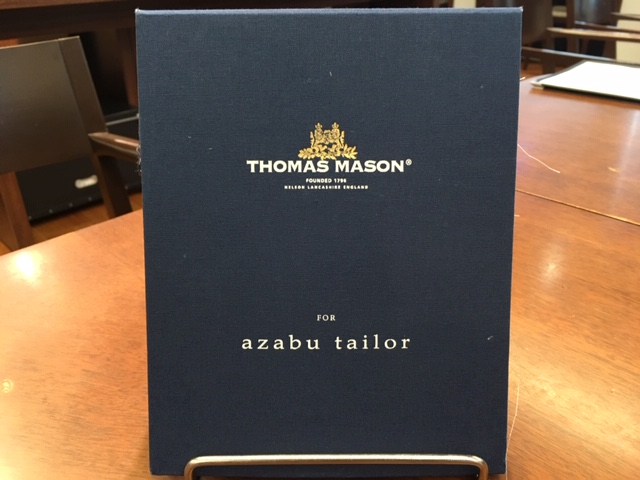 THOMAS MASON®
FOUNDED 1796
NELSON LANCASHIRE ENGLAND
FOR
azabu tailor